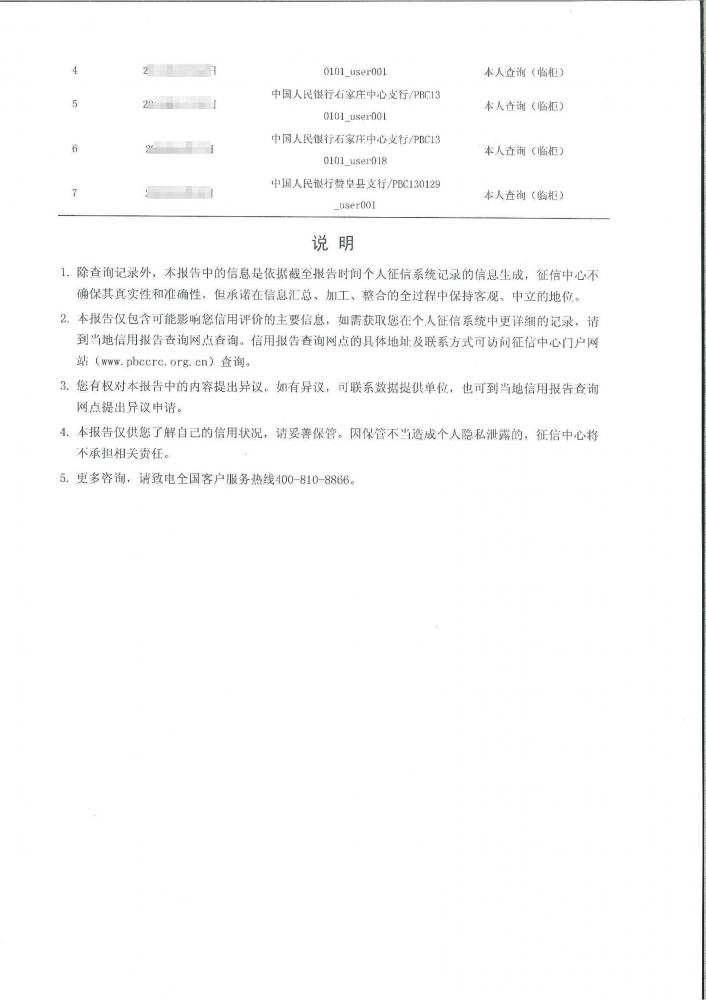 4 0101_user001 本人查询（临柜）
中国人民银行石家庄中心支行/PBC13
5 本人查询（临柜）
0101_user001
中国人民银行石家庄中心支行/PBC13
6 本人查询（临柜）
0101_user018
中国人民银行赞皇县支行/PBC130129
7 本人查询（临柜）
_user001
说 明
1. 除查询记录外，本报告中的信息是依据截至报告时间个人征信系统记录的信息生成，征信中心不
确保其真实性和准确性，但承诺在信息汇总、加工、整合的全过程中保持客观、中立的地位。
2. 本报告仅包含可能影响您信用评价的主要信息，如需获取您在个人征信系统中更详细的记录，请
到当地信用报告查询网点查询。信用报告查询网点的具体地址及联系方式可访问征信中心门户网
站（www.pbccrc.org.cn）查询。
3. 您有权对本报告中的内容提出异议。如有异议，可联系数据提供单位，也可到当地信用报告查询
网点提出异议申请。
4. 本报告仅供您了解自己的信用状况，请妥善保管。因保管不当造成个人隐私泄露的，征信中心将
不承担相关责任。
5. 更多咨询，请致电全国客户服务热线400-810-8866。